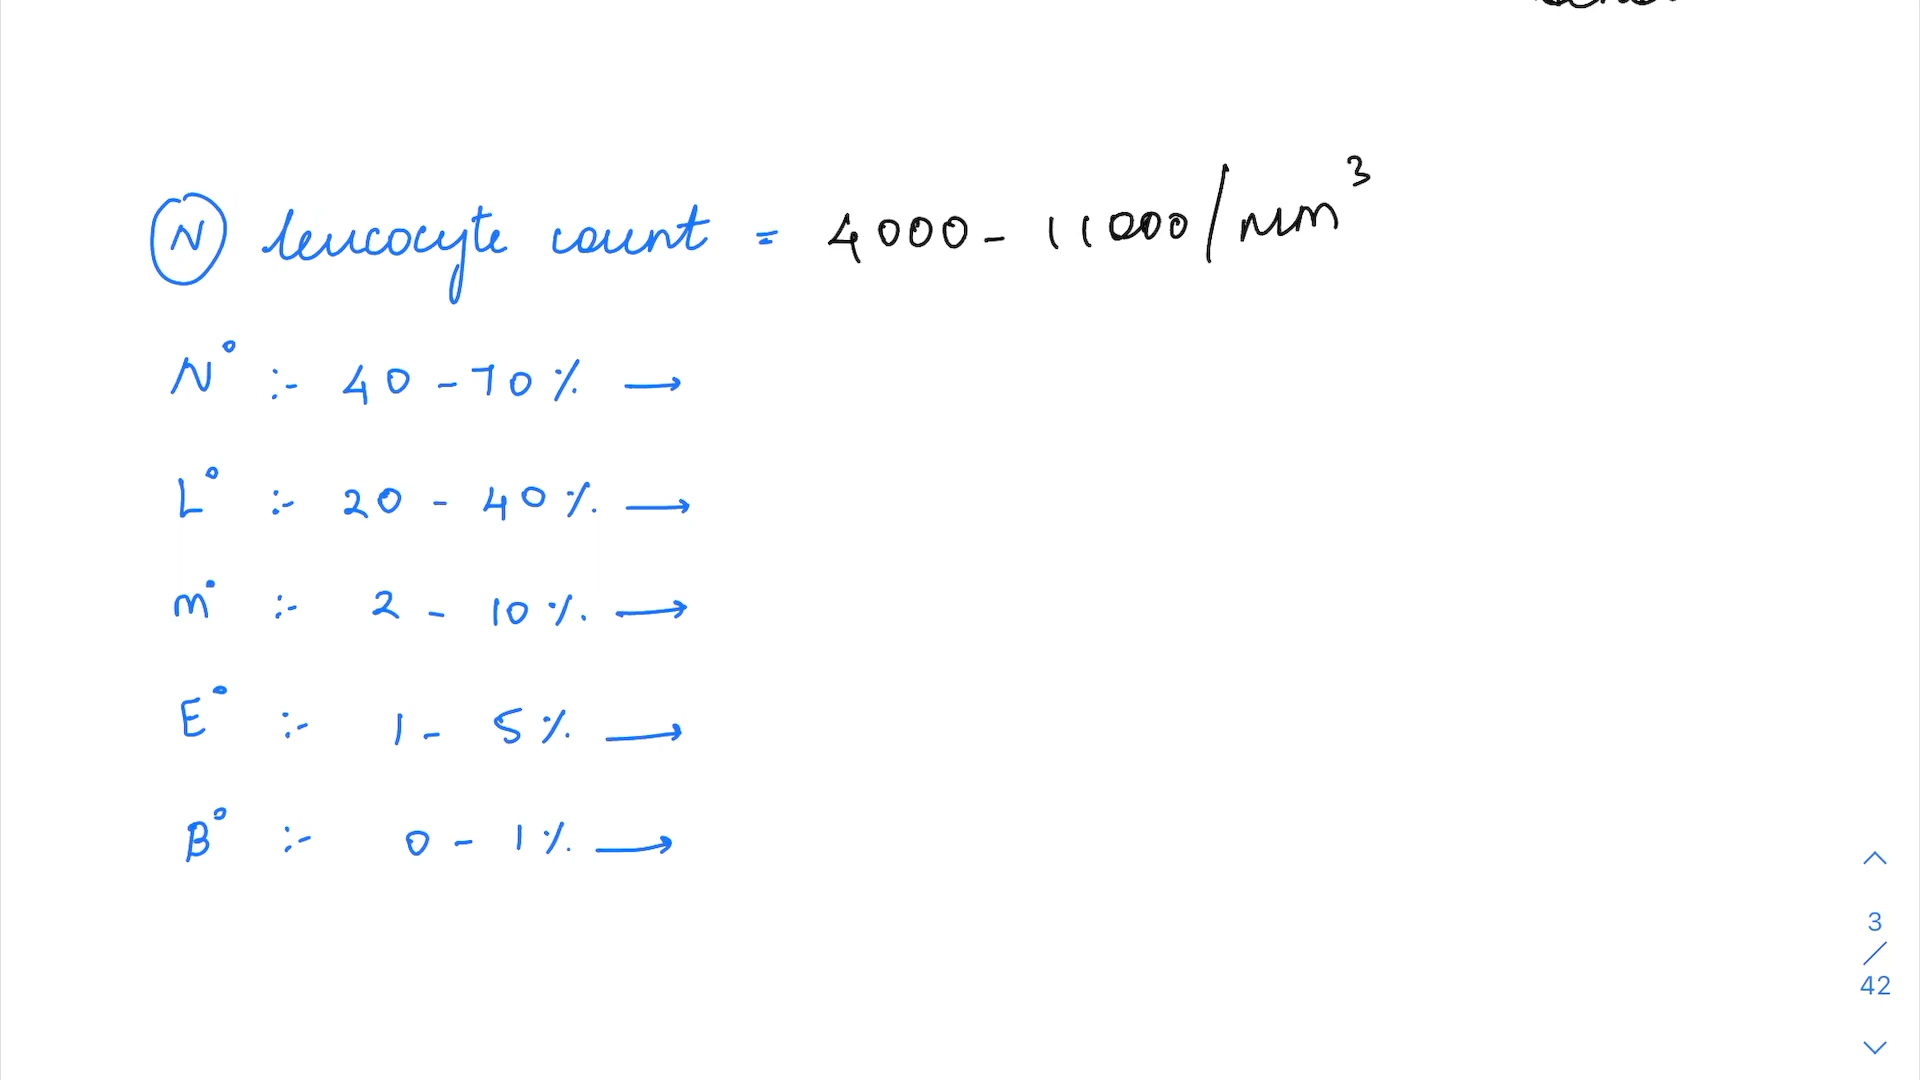 Ⓝ leucocyte count = 4000 - 11000/mm³
N° :- 40 - 70 % →
L° :- 20 - 40 % →
m° :- 2 - 10 % →
E° :- 1 - 5 % →
B° :- 0 - 1 % →
3
/
42